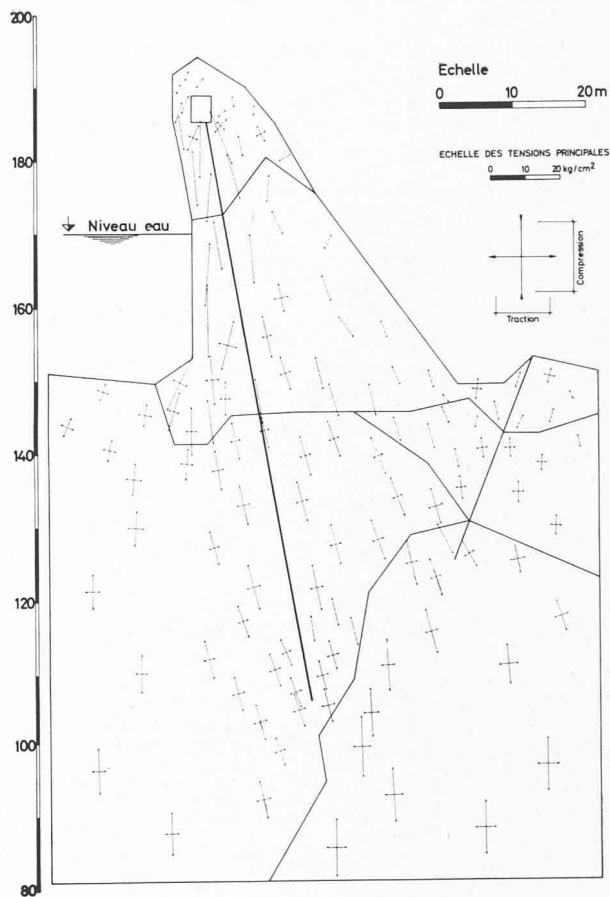 200
180
160
140
120
100
80
Niveau eau
Echelle
0 10 20 m
ECHELLE DES TENSIONS PRINCIPALES
0 10 20 kg/cm²
Compression
Traction